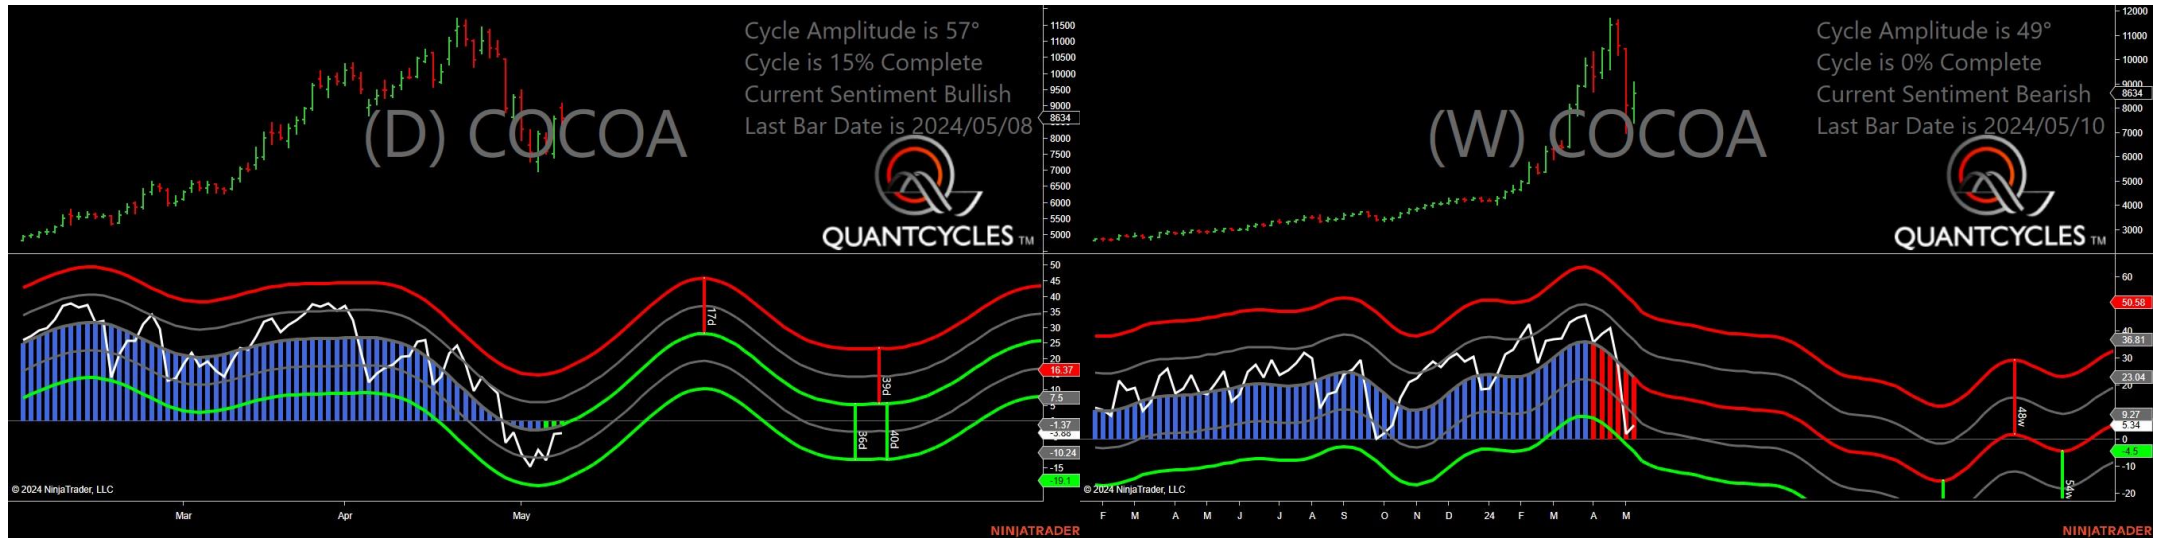 Cycle Amplitude is 57°
Cycle is 15% Complete
Current Sentiment Bullish
Last Bar Date is 2024/05/08
(D) COCOA
QUANTCYCLES TM
11500
11000
10500
10000
9500
9000
8634
8000
7500
7000
6500
6000
5500
5000
50
45
40
35
30
25
20
16.37
10
7.5
5
-1.37
-3.88
-10.24
-15
-19.1
17d
39d
36d
40d
© 2024 NinjaTrader, LLC
Mar
Apr
May
NINJATRADER
Cycle Amplitude is 49°
Cycle is 0% Complete
Current Sentiment Bearish
Last Bar Date is 2024/05/10
(W) COCOA
QUANTCYCLES TM
12000
11000
10000
9000
8634
8000
7000
6000
5000
4000
3000
60
50.58
40
36.81
30
23.04
20
9.27
5.34
0
-4.5
-10
-20
48w
54w
© 2024 NinjaTrader, LLC
F M A M J J A S O N D 24 F M A M
NINJATRADER